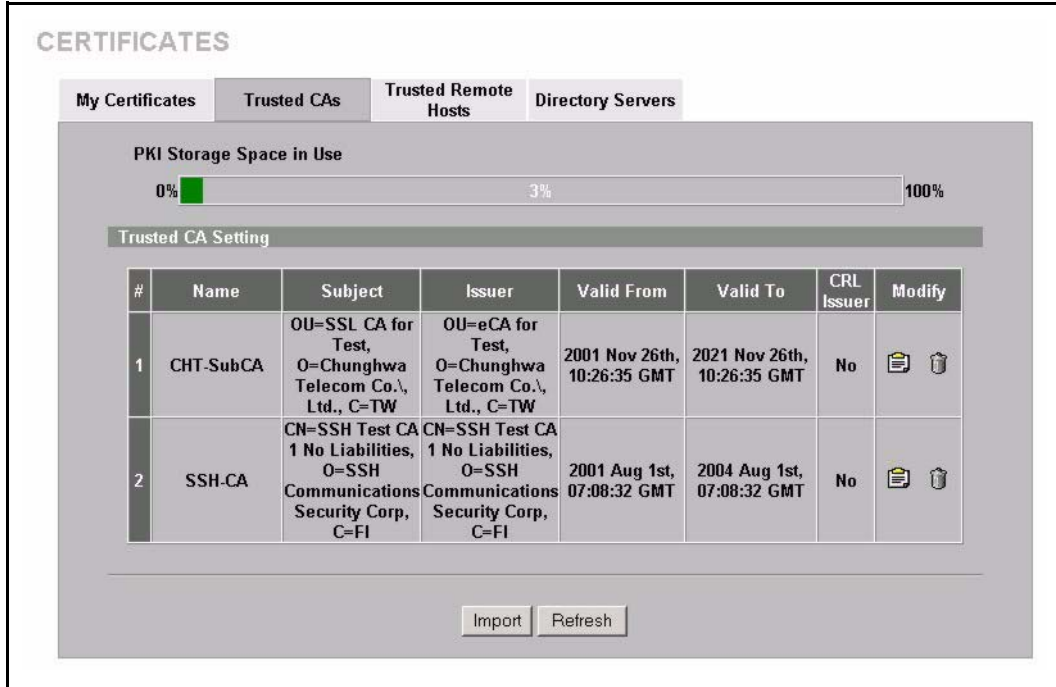 CERTIFICATES
My Certificates
Trusted CAs
Trusted Remote
Hosts
Directory Servers
PKI Storage Space in Use
0%
3%
100%
Trusted CA Setting
#
Name
Subject
Issuer
Valid From
Valid To
CRL
Issuer
Modify
1
CHT-SubCA
OU=SSL CA for
Test,
O=Chunghwa
Telecom Co.\,
Ltd., C=TW
OU=eCA for
Test,
O=Chunghwa
Telecom Co.\,
Ltd., C=TW
2001 Nov 26th,
10:26:35 GMT
2021 Nov 26th,
10:26:35 GMT
No
2
SSH-CA
CN=SSH Test CA
1 No Liabilities,
O=SSH
Communications
Security Corp,
C=FI
CN=SSH Test CA
1 No Liabilities,
O=SSH
Communications
Security Corp,
C=FI
2001 Aug 1st,
07:08:32 GMT
2004 Aug 1st,
07:08:32 GMT
No
Import
Refresh